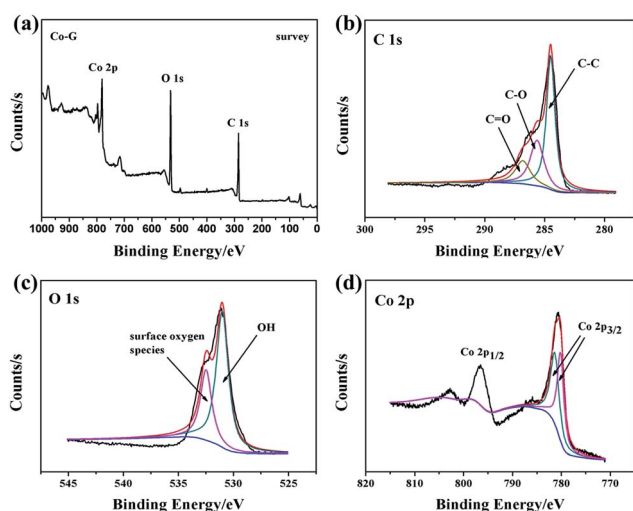 (a)
Co-G
survey
Co 2p
O 1s
C 1s
Counts/s
1000 900 800 700 600 500 400 300 200 100 0
Binding Energy/eV
(b)
C 1s
C-C
C-O
C=O
Counts/s
300 295 290 285 280
Binding Energy/eV
(c)
O 1s
surface oxygen
species
OH
Counts/s
545 540 535 530 525
Binding Energy/eV
(d)
Co 2p
Co 2p1/2
Co 2p3/2
Counts/s
820 810 800 790 780 770
Binding Energy/eV